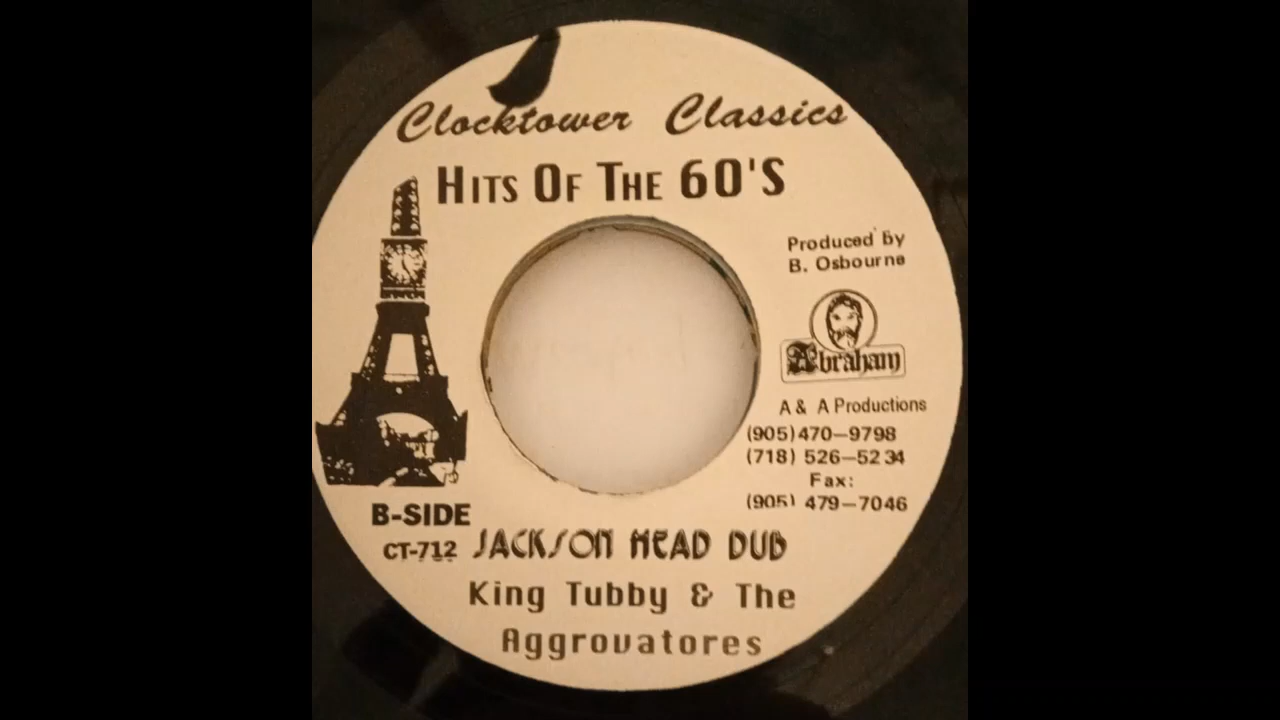 Clocktower Classics
HITS OF THE 60'S
Produced by
B. Osbourne
Abraham
A & A Productions
(905) 470-9798
(718) 526-5234
Fax:
(905) 479-7046
B-SIDE
CT-712
JACKSON HEAD DUB
King Tubby & The
Aggrovatores